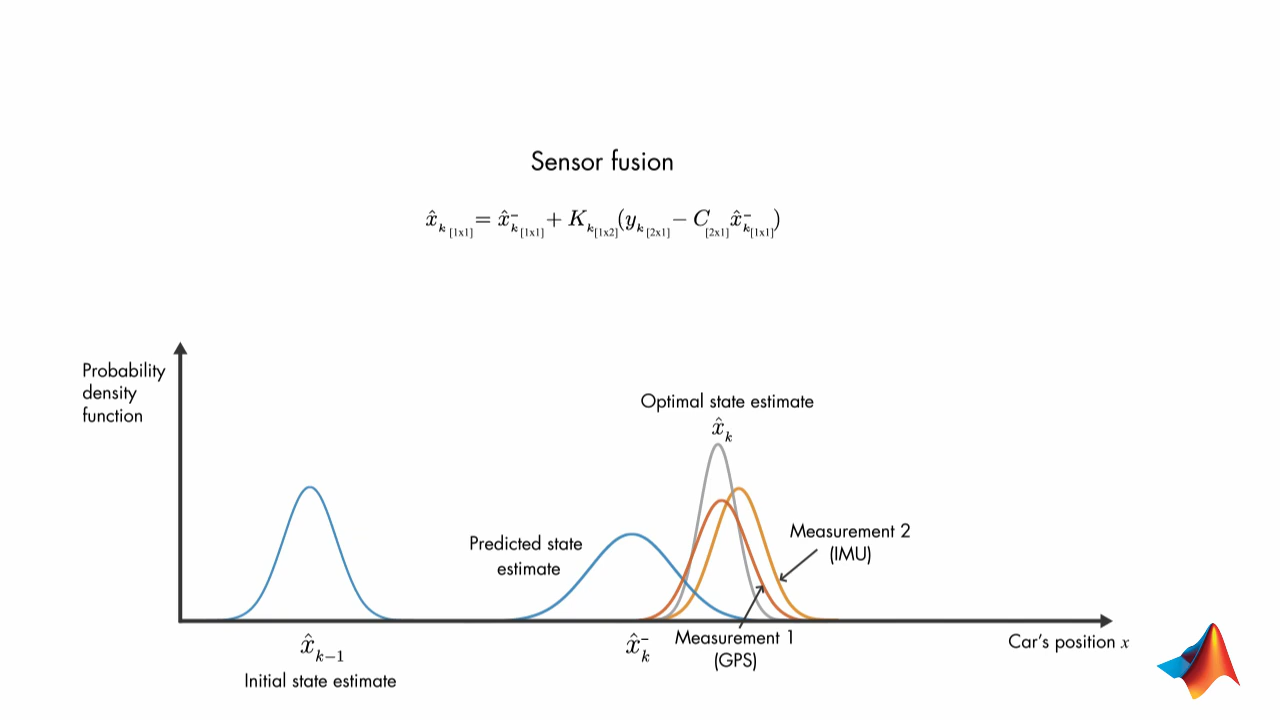 Sensor fusion
x̂ₖ [1x1] = x̂ₖ⁻ [1x1] + Kₖ [1x2] (yₖ [2x1] − C [2x1] x̂ₖ⁻ [1x1])
Probability
density
function
Optimal state estimate
x̂ₖ
Measurement 2
(IMU)
Predicted state
estimate
x̂ₖ₋₁
Initial state estimate
x̂ₖ⁻
Measurement 1
(GPS)
Car's position x